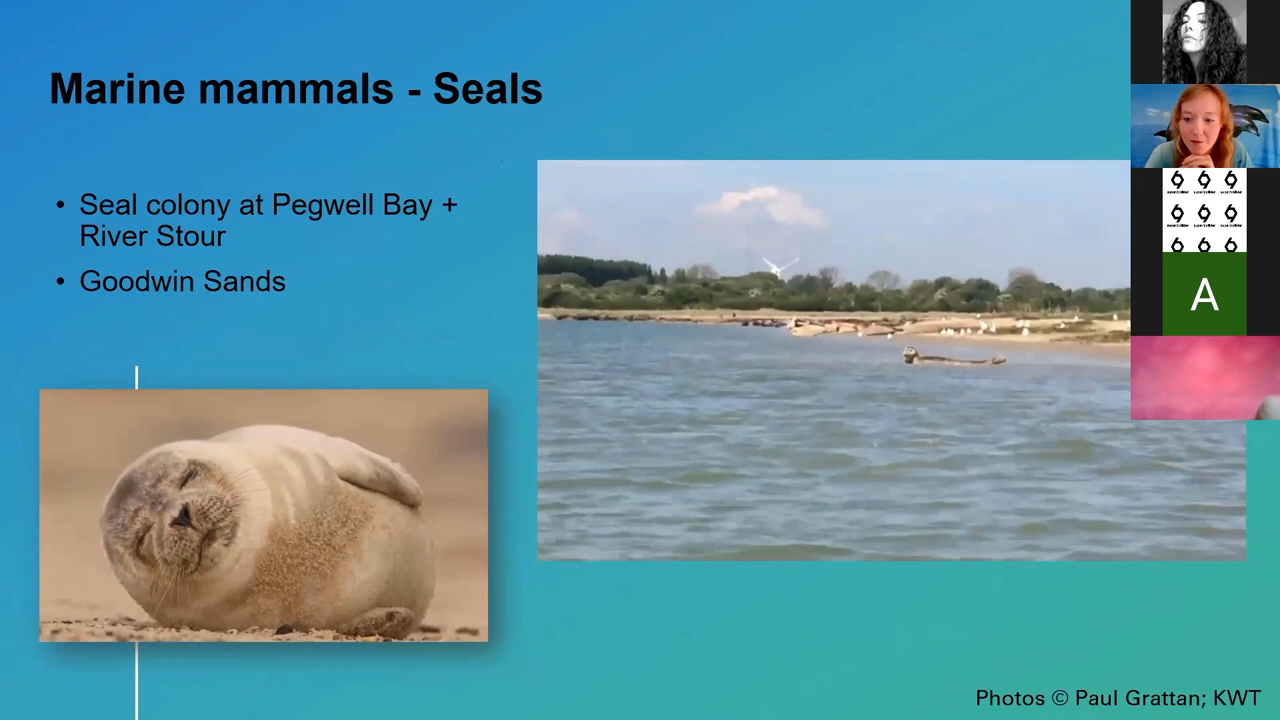 Marine mammals - Seals
• Seal colony at Pegwell Bay +
River Stour
• Goodwin Sands
A
Photos © Paul Grattan; KWT